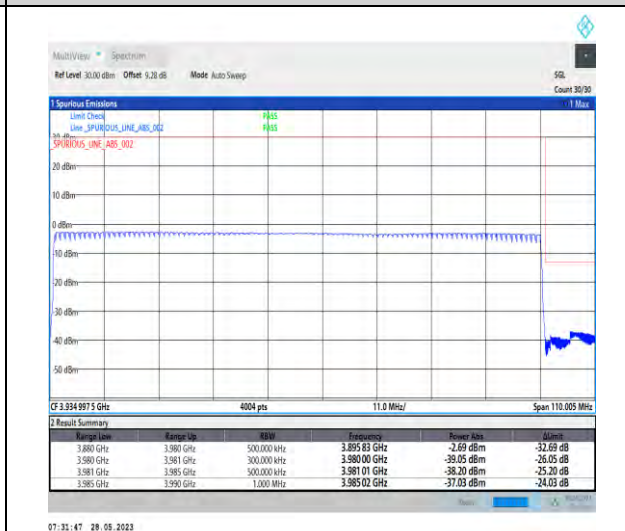 MultiView Spectrum
Ref Level 30.00 dBm Offset 9.28 dB Mode Auto Sweep SGL
Count 30/30
1 Spurious Emissions 1 Max
Limit Check PASS
Line _SPURIOUS_LINE_ABS_002 PASS
30 dBm
_SPURIOUS_LINE_ABS_002
20 dBm
10 dBm
0 dBm
-10 dBm
-20 dBm
-30 dBm
-40 dBm
-50 dBm
CF 3.934 997 5 GHz 4004 pts 11.0 MHz/ Span 110.005 MHz
2 Result Summary
Range Low Range Up RBW Frequency Power Abs ΔLimit
3.880 GHz 3.980 GHz 500.000 kHz 3.895 83 GHz -2.69 dBm -32.69 dB
3.980 GHz 3.981 GHz 300.000 kHz 3.980 00 GHz -39.05 dBm -26.05 dB
3.981 GHz 3.985 GHz 300.000 kHz 3.981 01 GHz -38.20 dBm -25.20 dB
3.985 GHz 3.990 GHz 1.000 MHz 3.985 02 GHz -37.03 dBm -24.03 dB
07:31:47 28.05.2023